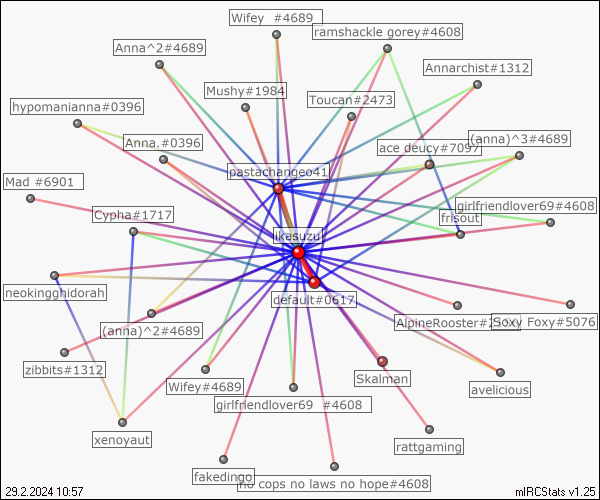 Wifey #4689
ramshackle gorey#4608
Anna^2#4689
Annarchist#1312
Mushy#1984
Toucan#2473
hypomanianna#0396
Anna.#0396
ace deucy#7097
(anna)^3#4689
pastachangeo41
Mad #6901
girlfriendlover69#4608
Cypha#1717
frisout
likasuzu
neokingghidorah
default#0617
(anna)^2#4689
Soxy Foxy#5076
zibbits#1312
Skalman
Wifey#4689
avelicious
girlfriendlover69 #4608
xenoyaut
rattgaming
fakedingo
no cops no laws no hope#4608
29.2.2024 10:57
mIRCStats v1.25